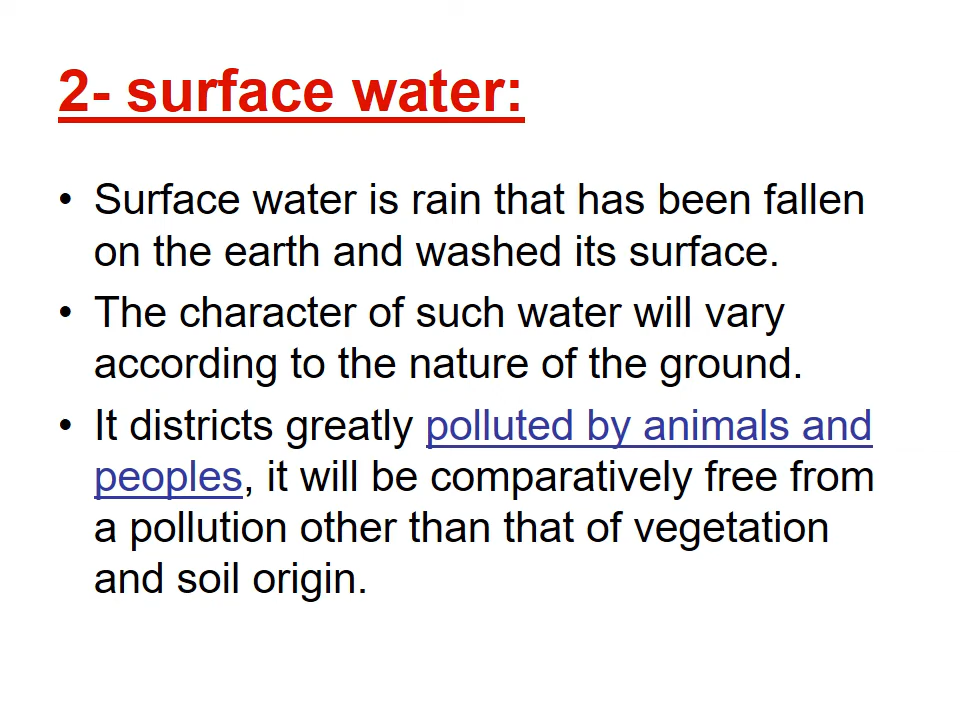 2- surface water:
• Surface water is rain that has been fallen
on the earth and washed its surface.
• The character of such water will vary
according to the nature of the ground.
• It districts greatly polluted by animals and
peoples, it will be comparatively free from
a pollution other than that of vegetation
and soil origin.